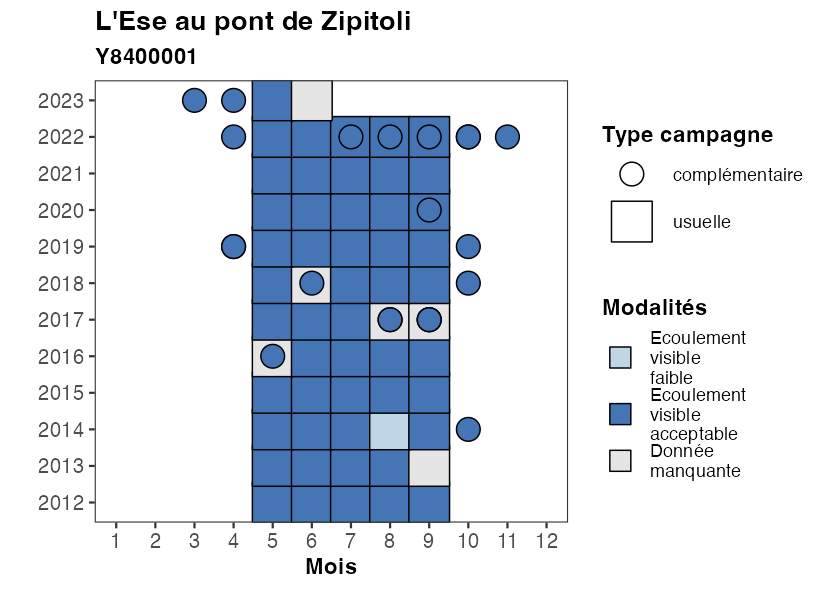 L'Ese au pont de Zipitoli
Y8400001
2023
2022
2021
2020
2019
2018
2017
2016
2015
2014
2013
2012
1 2 3 4 5 6 7 8 9 10 11 12
Mois
Type campagne
complémentaire
usuelle
Modalités
Ecoulement
visible
faible
Ecoulement
visible
acceptable
Donnée
manquante